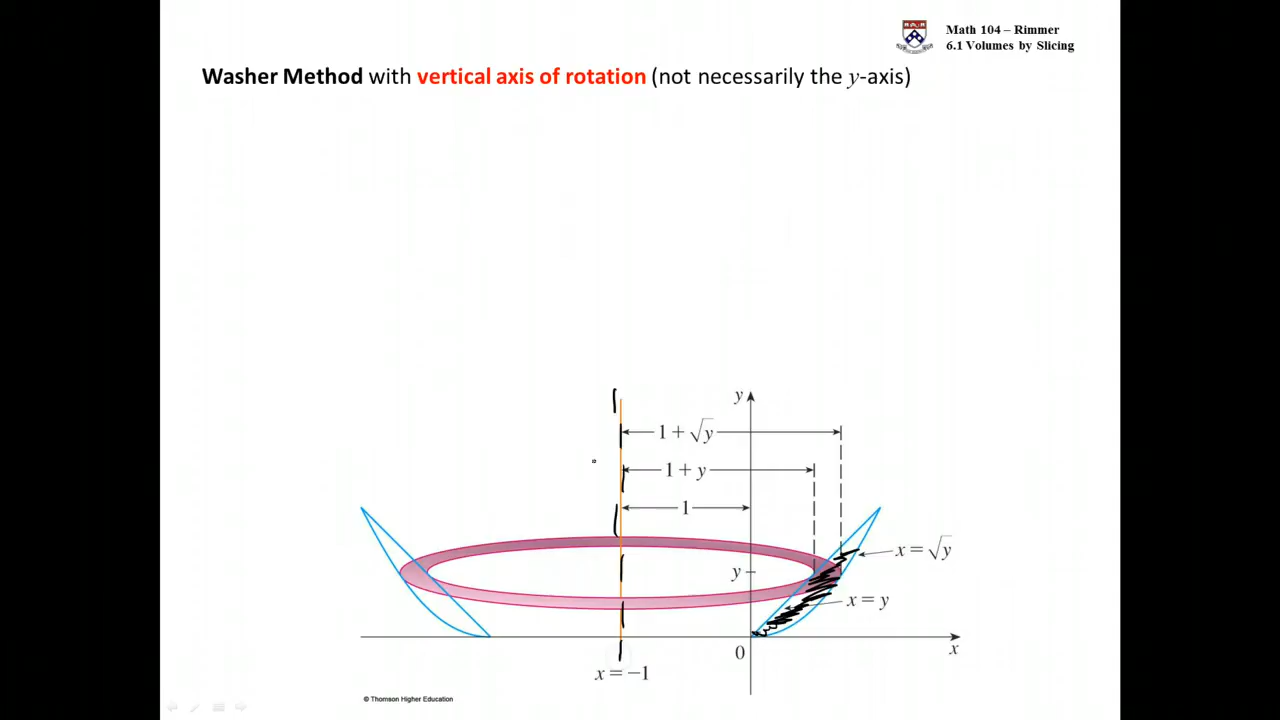 Math 104 – Rimmer
6.1 Volumes by Slicing
Washer Method with vertical axis of rotation (not necessarily the y-axis)
y
1 + √y
1 + y
1
x = √y
y
x = y
0
x
x = −1
© Thomson Higher Education